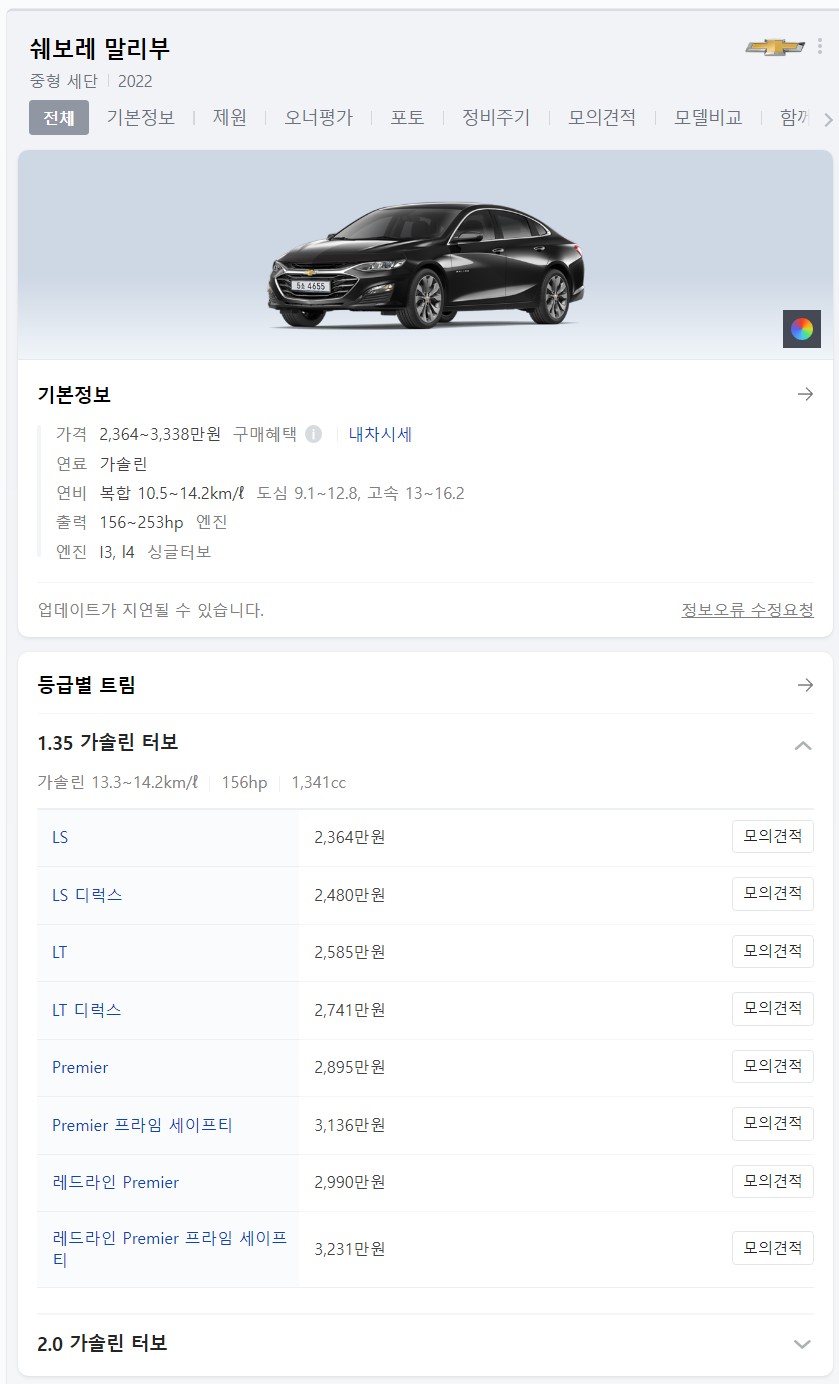 쉐보레 말리부
중형 세단 2022
전체 기본정보 제원 오너평가 포토 정비주기 모의견적 모델비교 함께
5소 4655
기본정보
가격 2,364~3,338만원 구매혜택 내차시세
연료 가솔린
연비 복합 10.5~14.2km/ℓ 도심 9.1~12.8, 고속 13~16.2
출력 156~253hp 엔진
엔진 I3, I4 싱글터보
업데이트가 지연될 수 있습니다. 정보오류 수정요청
등급별 트림
1.35 가솔린 터보
가솔린 13.3~14.2km/ℓ 156hp 1,341cc
LS 2,364만원 모의견적
LS 디럭스 2,480만원 모의견적
LT 2,585만원 모의견적
LT 디럭스 2,741만원 모의견적
Premier 2,895만원 모의견적
Premier 프라임 세이프티 3,136만원 모의견적
레드라인 Premier 2,990만원 모의견적
레드라인 Premier 프라임 세이프
티 3,231만원 모의견적
2.0 가솔린 터보